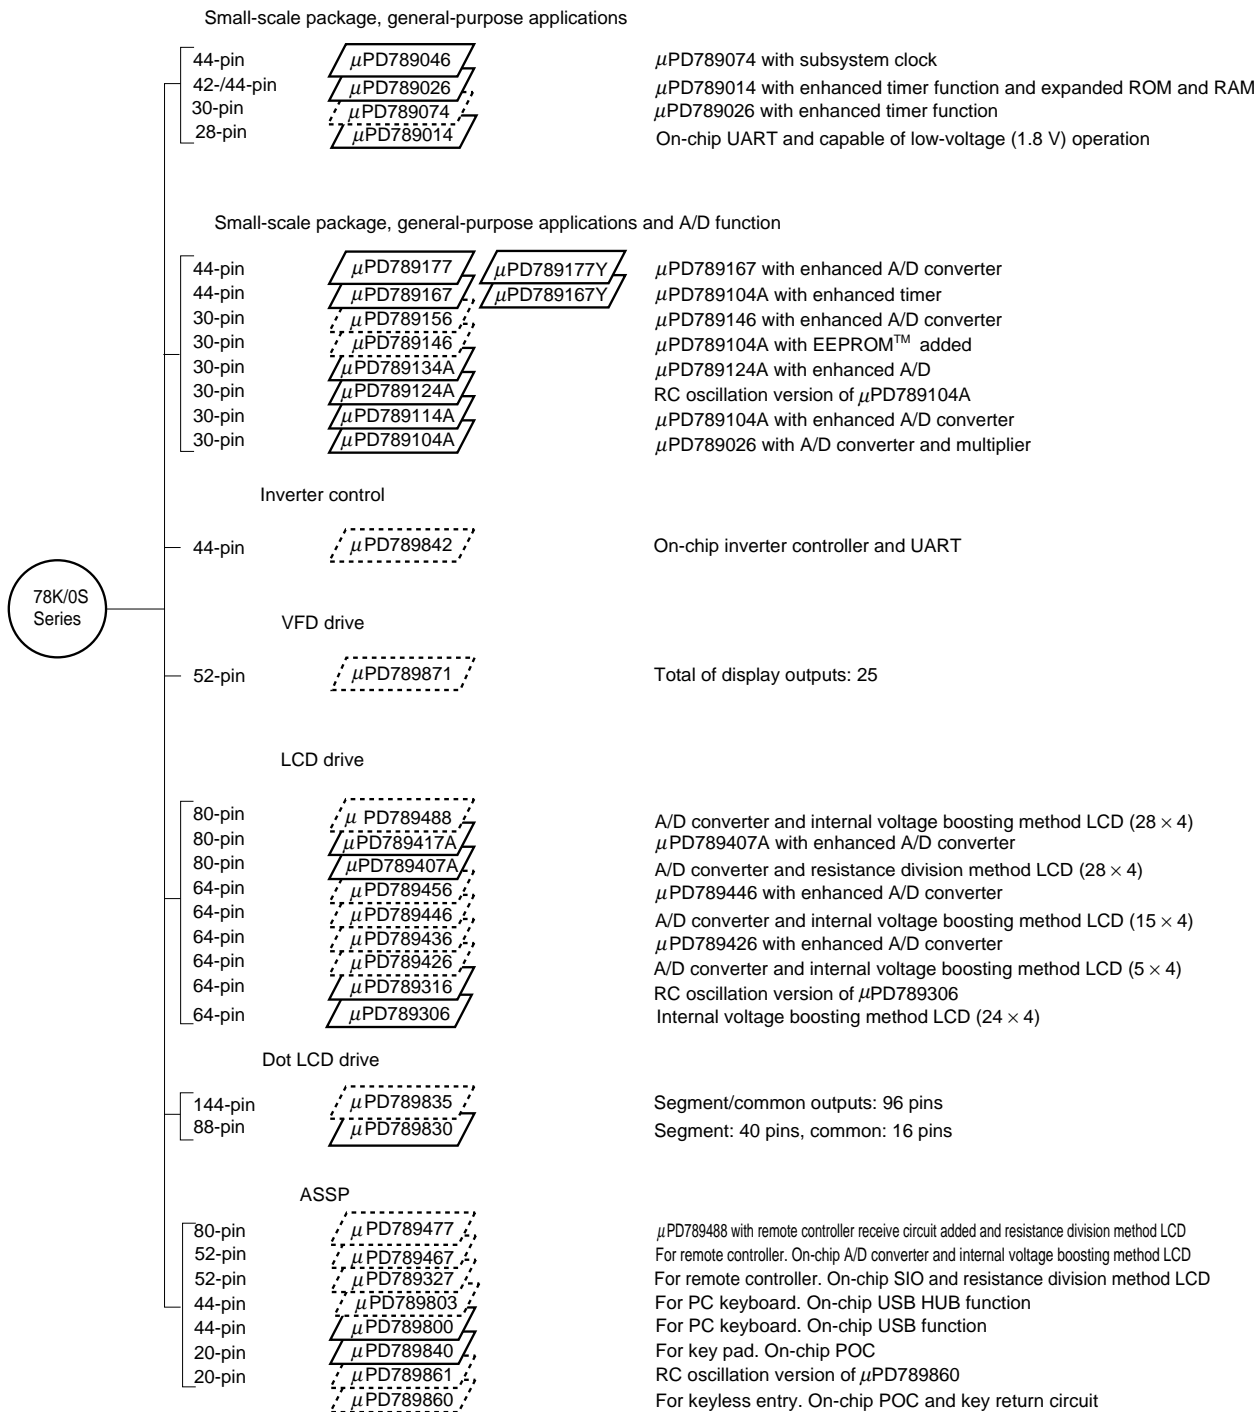 Small-scale package, general-purpose applications
44-pin μPD789046 μPD789074 with subsystem clock
42-/44-pin μPD789026 μPD789014 with enhanced timer function and expanded ROM and RAM
30-pin μPD789074 μPD789026 with enhanced timer function
28-pin μPD789014 On-chip UART and capable of low-voltage (1.8 V) operation
Small-scale package, general-purpose applications and A/D function
44-pin μPD789177 μPD789177Y μPD789167 with enhanced A/D converter
44-pin μPD789167 μPD789167Y μPD789104A with enhanced timer
30-pin μPD789156 μPD789146 with enhanced A/D converter
30-pin μPD789146 μPD789104A with EEPROM™ added
30-pin μPD789134A μPD789124A with enhanced A/D
30-pin μPD789124A RC oscillation version of μPD789104A
30-pin μPD789114A μPD789104A with enhanced A/D converter
30-pin μPD789104A μPD789026 with A/D converter and multiplier
Inverter control
44-pin μPD789842 On-chip inverter controller and UART
78K/0S
Series
VFD drive
52-pin μPD789871 Total of display outputs: 25
LCD drive
80-pin μ PD789488 A/D converter and internal voltage boosting method LCD (28 × 4)
80-pin μPD789417A μPD789407A with enhanced A/D converter
80-pin μPD789407A A/D converter and resistance division method LCD (28 × 4)
64-pin μPD789456 μPD789446 with enhanced A/D converter
64-pin μPD789446 A/D converter and internal voltage boosting method LCD (15 × 4)
64-pin μPD789436 μPD789426 with enhanced A/D converter
64-pin μPD789426 A/D converter and internal voltage boosting method LCD (5 × 4)
64-pin μPD789316 RC oscillation version of μPD789306
64-pin μPD789306 Internal voltage boosting method LCD (24 × 4)
Dot LCD drive
144-pin μPD789835 Segment/common outputs: 96 pins
88-pin μPD789830 Segment: 40 pins, common: 16 pins
ASSP
80-pin μ PD789477 μPD789488 with remote controller receive circuit added and resistance division method LCD
52-pin μ PD789467 For remote controller. On-chip A/D converter and internal voltage boosting method LCD
52-pin μ PD789327 For remote controller. On-chip SIO and resistance division method LCD
44-pin μPD789803 For PC keyboard. On-chip USB HUB function
44-pin μPD789800 For PC keyboard. On-chip USB function
20-pin μPD789840 For key pad. On-chip POC
20-pin μPD789861 RC oscillation version of μPD789860
μPD789860 For keyless entry. On-chip POC and key return circuit